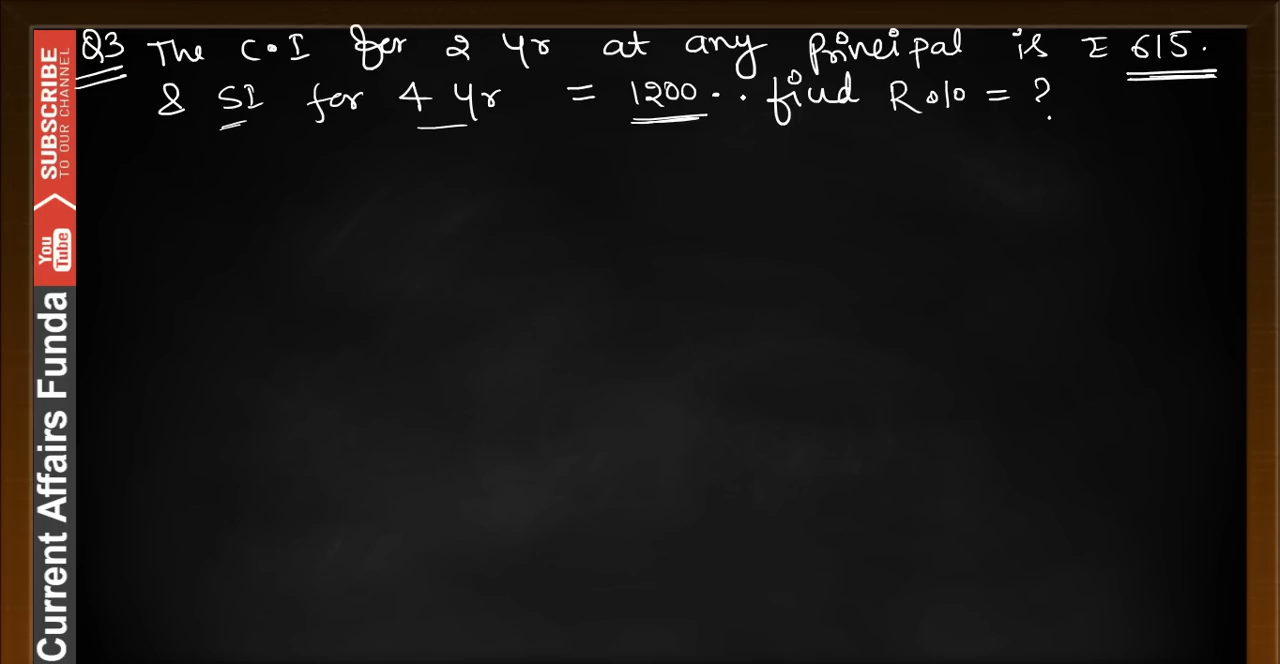 Q3 The C.I for 2 yr at any Principal is ₹ 615.
& SI for 4 yr = 1200. . find R% = ?
SUBSCRIBE
TO OUR CHANNEL
You
Tube
Current Affairs Funda